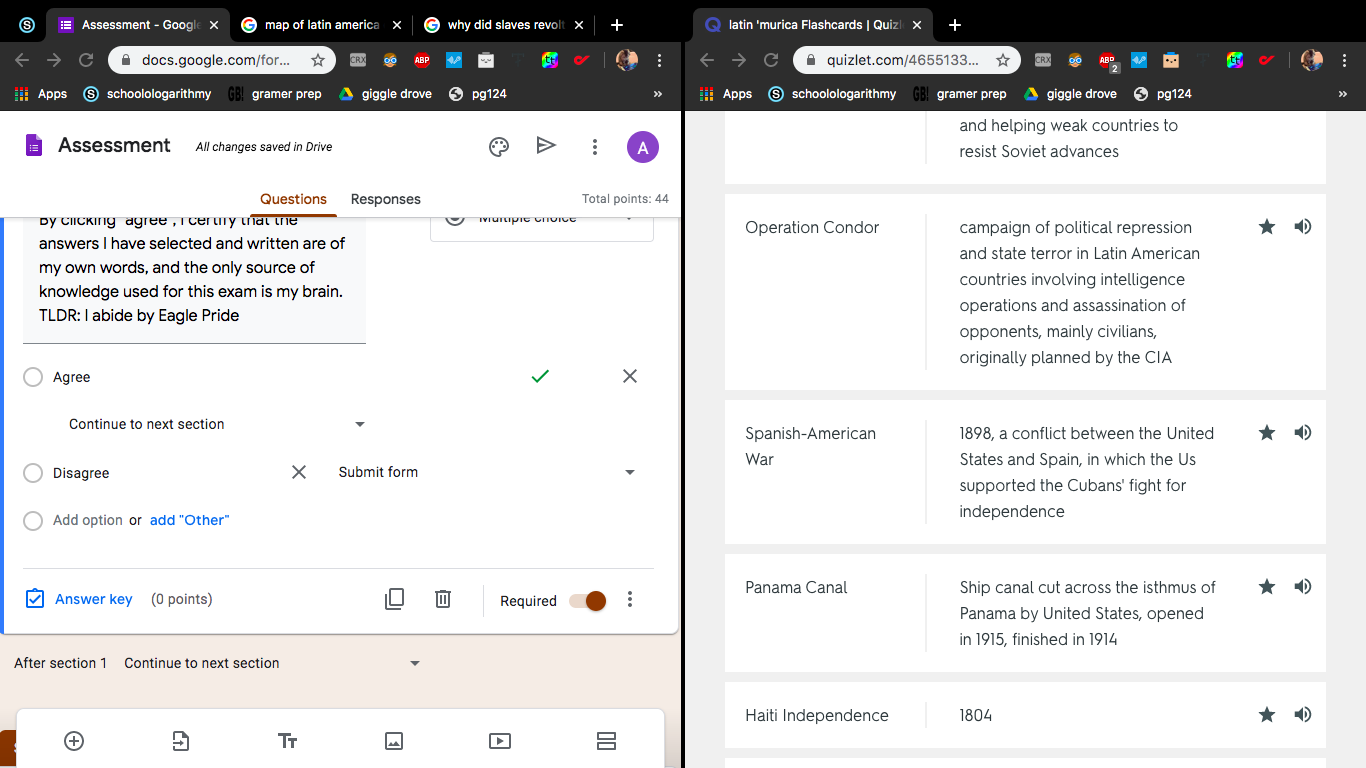 Assessment - Google
map of latin america
why did slaves revolt
docs.google.com/for...
CRX
ABP
Apps
schoolologarithmy
GB!
gramer prep
giggle drove
pg124
»
Assessment
All changes saved in Drive
A
Questions
Responses
Total points: 44
By clicking "agree", I certify that the
answers I have selected and written are of
my own words, and the only source of
knowledge used for this exam is my brain.
TLDR: I abide by Eagle Pride
Multiple choice
Agree
Continue to next section
Disagree
Submit form
Add option or add "Other"
Answer key (0 points)
Required
After section 1 Continue to next section
Tт
latin 'murica Flashcards | Quizl
quizlet.com/4655133...
CRX
ABP
2
Apps
schoolologarithmy
GB!
gramer prep
giggle drove
pg124
»
and helping weak countries to
resist Soviet advances
Operation Condor
campaign of political repression
and state terror in Latin American
countries involving intelligence
operations and assassination of
opponents, mainly civilians,
originally planned by the CIA
Spanish-American
War
1898, a conflict between the United
States and Spain, in which the Us
supported the Cubans' fight for
independence
Panama Canal
Ship canal cut across the isthmus of
Panama by United States, opened
in 1915, finished in 1914
Haiti Independence
1804